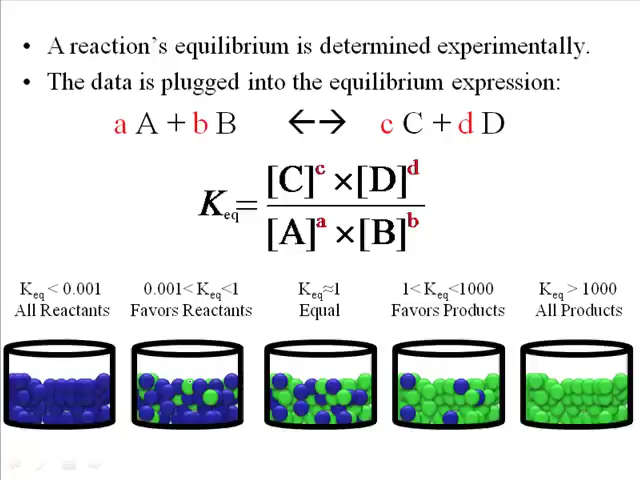 • A reaction's equilibrium is determined experimentally.
• The data is plugged into the equilibrium expression:
a A + b B ←→ c C + d D
[C]^c ×[D]^d
K_eq=
[A]^a ×[B]^b
K_eq < 0.001 0.001< K_eq<1 K_eq≈1 1< K_eq<1000 K_eq > 1000
All Reactants Favors Reactants Equal Favors Products All Products